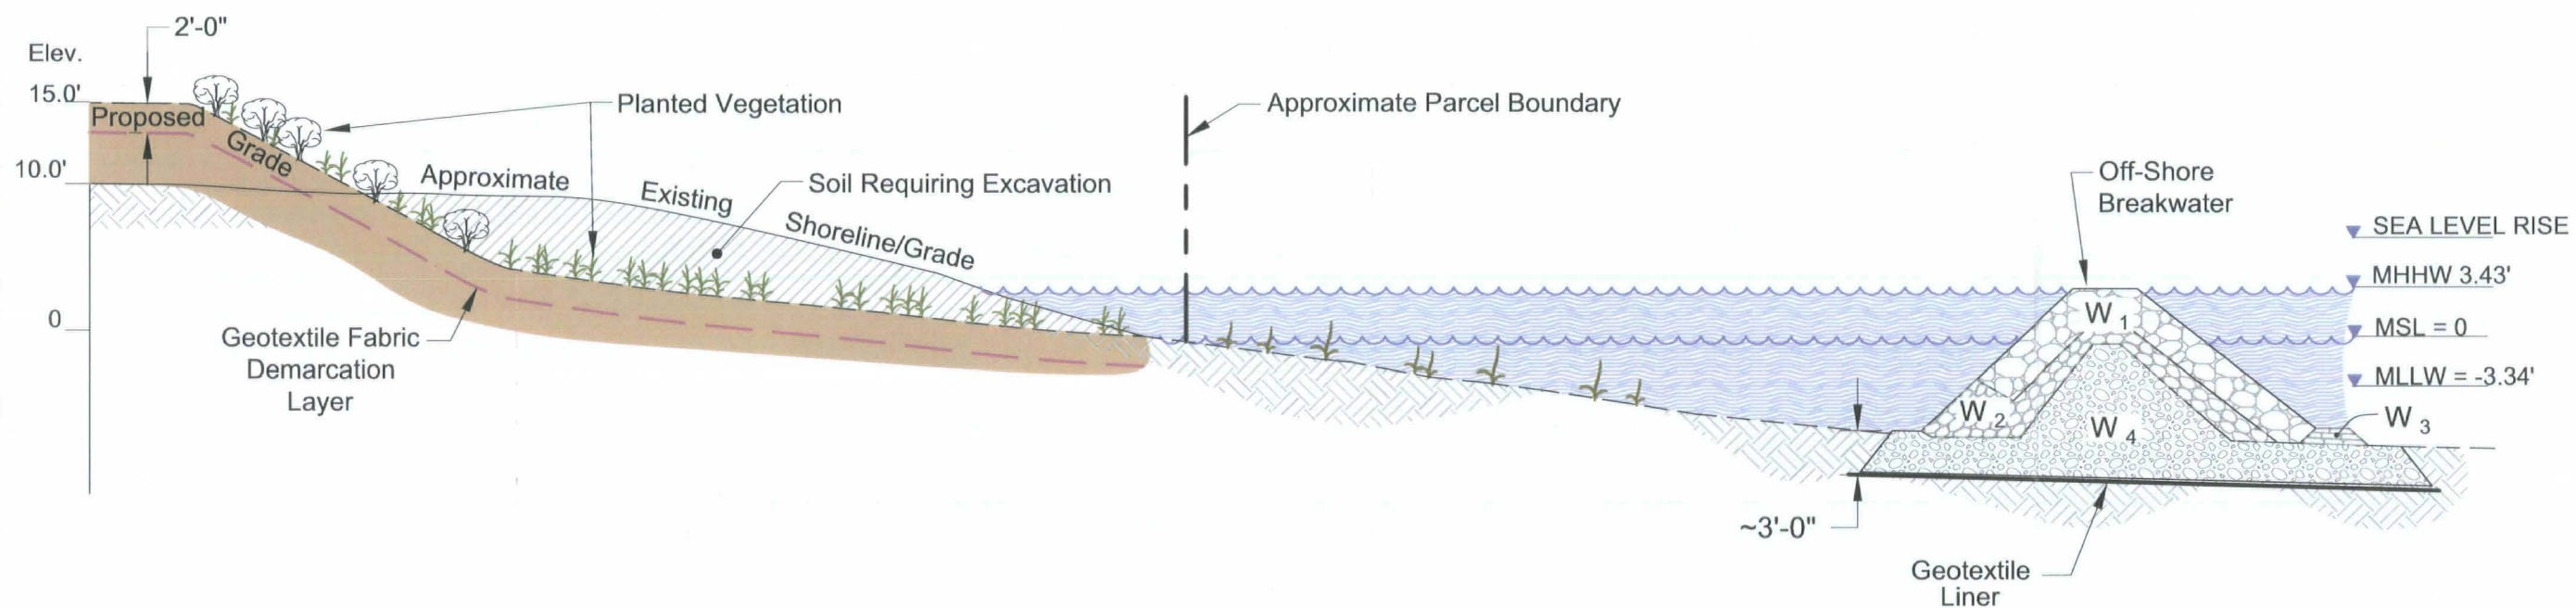 2'-0"
Elev.
15.0'
Proposed
Grade
10.0'
0
Planted Vegetation
Approximate Existing Shoreline/Grade
Soil Requiring Excavation
Geotextile Fabric
Demarcation
Layer
Approximate Parcel Boundary
Off-Shore
Breakwater
SEA LEVEL RISE
MHHW 3.43'
MSL = 0
MLLW = -3.34'
W 1
W 2
W 3
W 4
~3'-0"
Geotextile
Liner